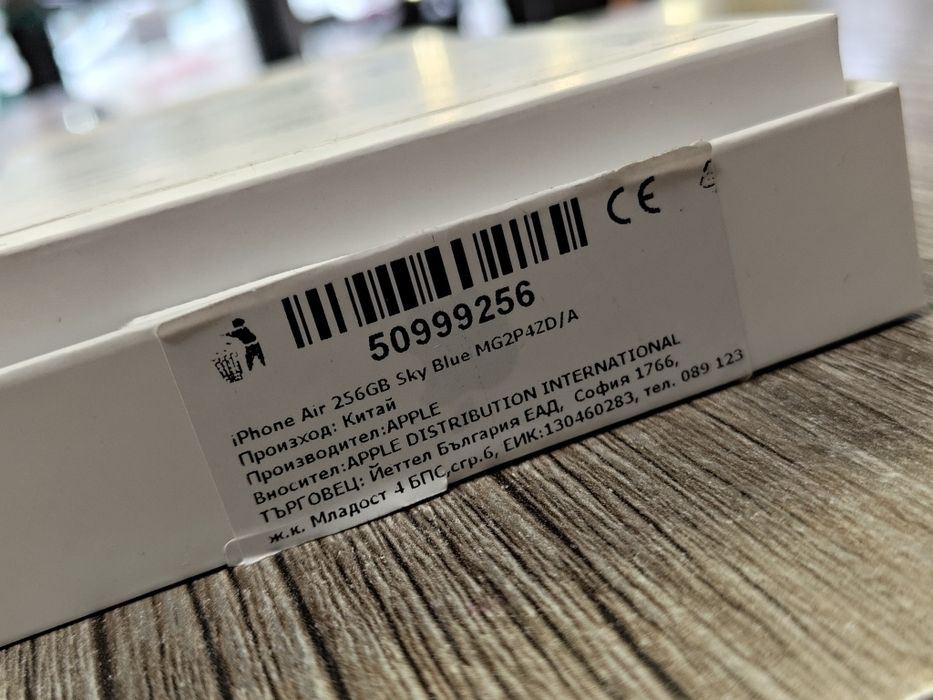 CE
50999256
iPhone Air 256GB Sky Blue MG2P4ZD/A
Произход: Китай
Производител:APPLE
Вносител:APPLE DISTRIBUTION INTERNATIONAL
ТЪРГОВЕЦ: Йеттел България ЕАД, София 1766,
ж.к. Младост 4 БПС,сгр.6, ЕИК:130460283, тел. 089 123